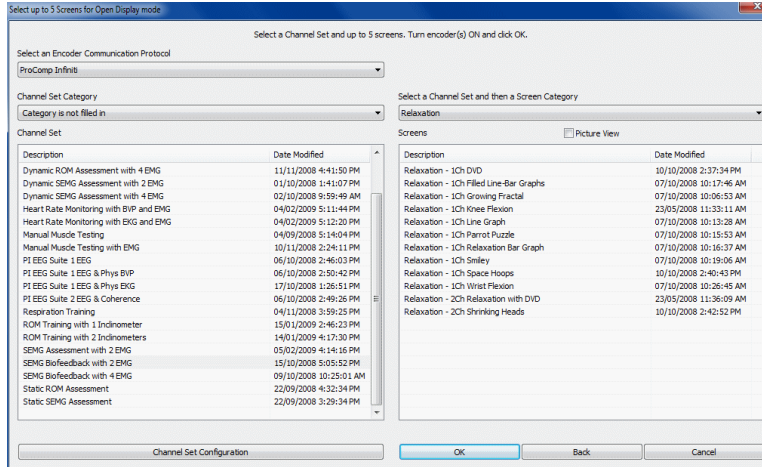 Select up to 5 Screens for Open Display mode
Select a Channel Set and up to 5 screens. Turn encoder(s) ON and click OK.
Select an Encoder Communication Protocol
ProComp Infiniti
Channel Set Category
Category is not filled in
Channel Set
Description Date Modified
Dynamic ROM Assessment with 4 EMG 11/11/2008 4:41:50 PM
Dynamic SEMG Assessment with 2 EMG 01/10/2008 1:41:07 PM
Dynamic SEMG Assessment with 4 EMG 02/10/2008 9:59:49 AM
Heart Rate Monitoring with BVP and EMG 04/02/2009 5:11:44 PM
Heart Rate Monitoring with EKG and EMG 04/02/2009 5:12:20 PM
Manual Muscle Testing 04/09/2008 5:14:04 PM
Manual Muscle Testing with EMG 10/11/2008 2:24:11 PM
PI EEG Suite 1 EEG 06/10/2008 2:46:03 PM
PI EEG Suite 1 EEG & Phys BVP 06/10/2008 2:50:42 PM
PI EEG Suite 1 EEG & Phys EKG 17/10/2008 1:26:51 PM
PI EEG Suite 2 EEG & Coherence 06/10/2008 2:49:26 PM
Respiration Training 04/11/2008 3:59:25 PM
ROM Training with 1 Inclinometer 15/01/2009 2:46:23 PM
ROM Training with 2 Inclinometers 14/01/2009 4:17:30 PM
SEMG Assessment with 2 EMG 05/02/2009 4:14:16 PM
SEMG Biofeedback with 2 EMG 15/10/2008 5:05:52 PM
SEMG Biofeedback with 4 EMG 09/10/2008 10:25:01 AM
Static ROM Assessment 22/09/2008 4:32:34 PM
Static SEMG Assessment 22/09/2008 3:29:34 PM
Channel Set Configuration
Select a Channel Set and then a Screen Category
Relaxation
Screens Picture View
Description Date Modified
Relaxation - 1Ch DVD 10/10/2008 2:37:34 PM
Relaxation - 1Ch Filled Line-Bar Graphs 07/10/2008 10:17:46 AM
Relaxation - 1Ch Growing Fractal 07/10/2008 10:06:53 AM
Relaxation - 1Ch Knee Flexion 23/05/2008 11:33:11 AM
Relaxation - 1Ch Line Graph 07/10/2008 10:13:28 AM
Relaxation - 1Ch Parrot Puzzle 07/10/2008 10:15:53 AM
Relaxation - 1Ch Relaxation Bar Graph 07/10/2008 10:16:37 AM
Relaxation - 1Ch Smiley 07/10/2008 10:19:06 AM
Relaxation - 1Ch Space Hoops 10/10/2008 2:40:43 PM
Relaxation - 1Ch Wrist Flexion 07/10/2008 10:26:45 AM
Relaxation - 2Ch Relaxation with DVD 23/05/2008 11:36:09 AM
Relaxation - 2Ch Shrinking Heads 10/10/2008 2:42:52 PM
OK Back Cancel